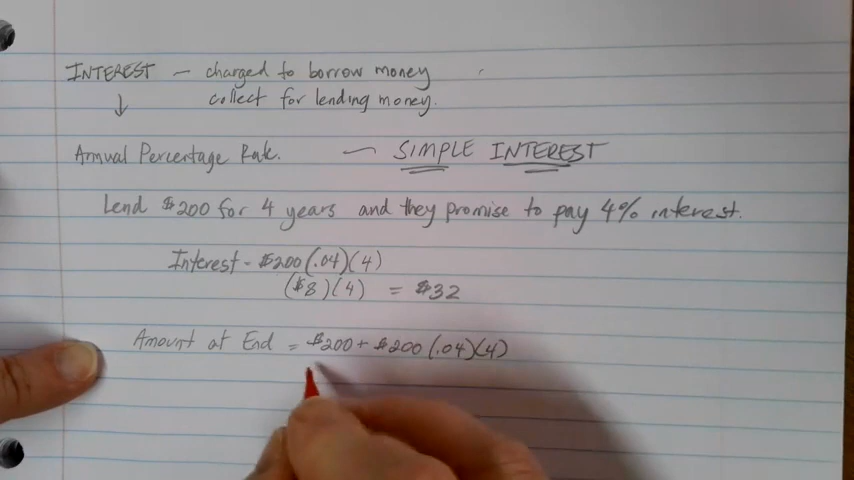 INTEREST — charged to borrow money
↓ collect for lending money.
Annual Percentage Rate. — SIMPLE INTEREST
Lend $200 for 4 years and they promise to pay 4% interest.
Interest = $200(.04)(4)
($8)(4) = $32
Amount at End = $200 + $200(.04)(4)